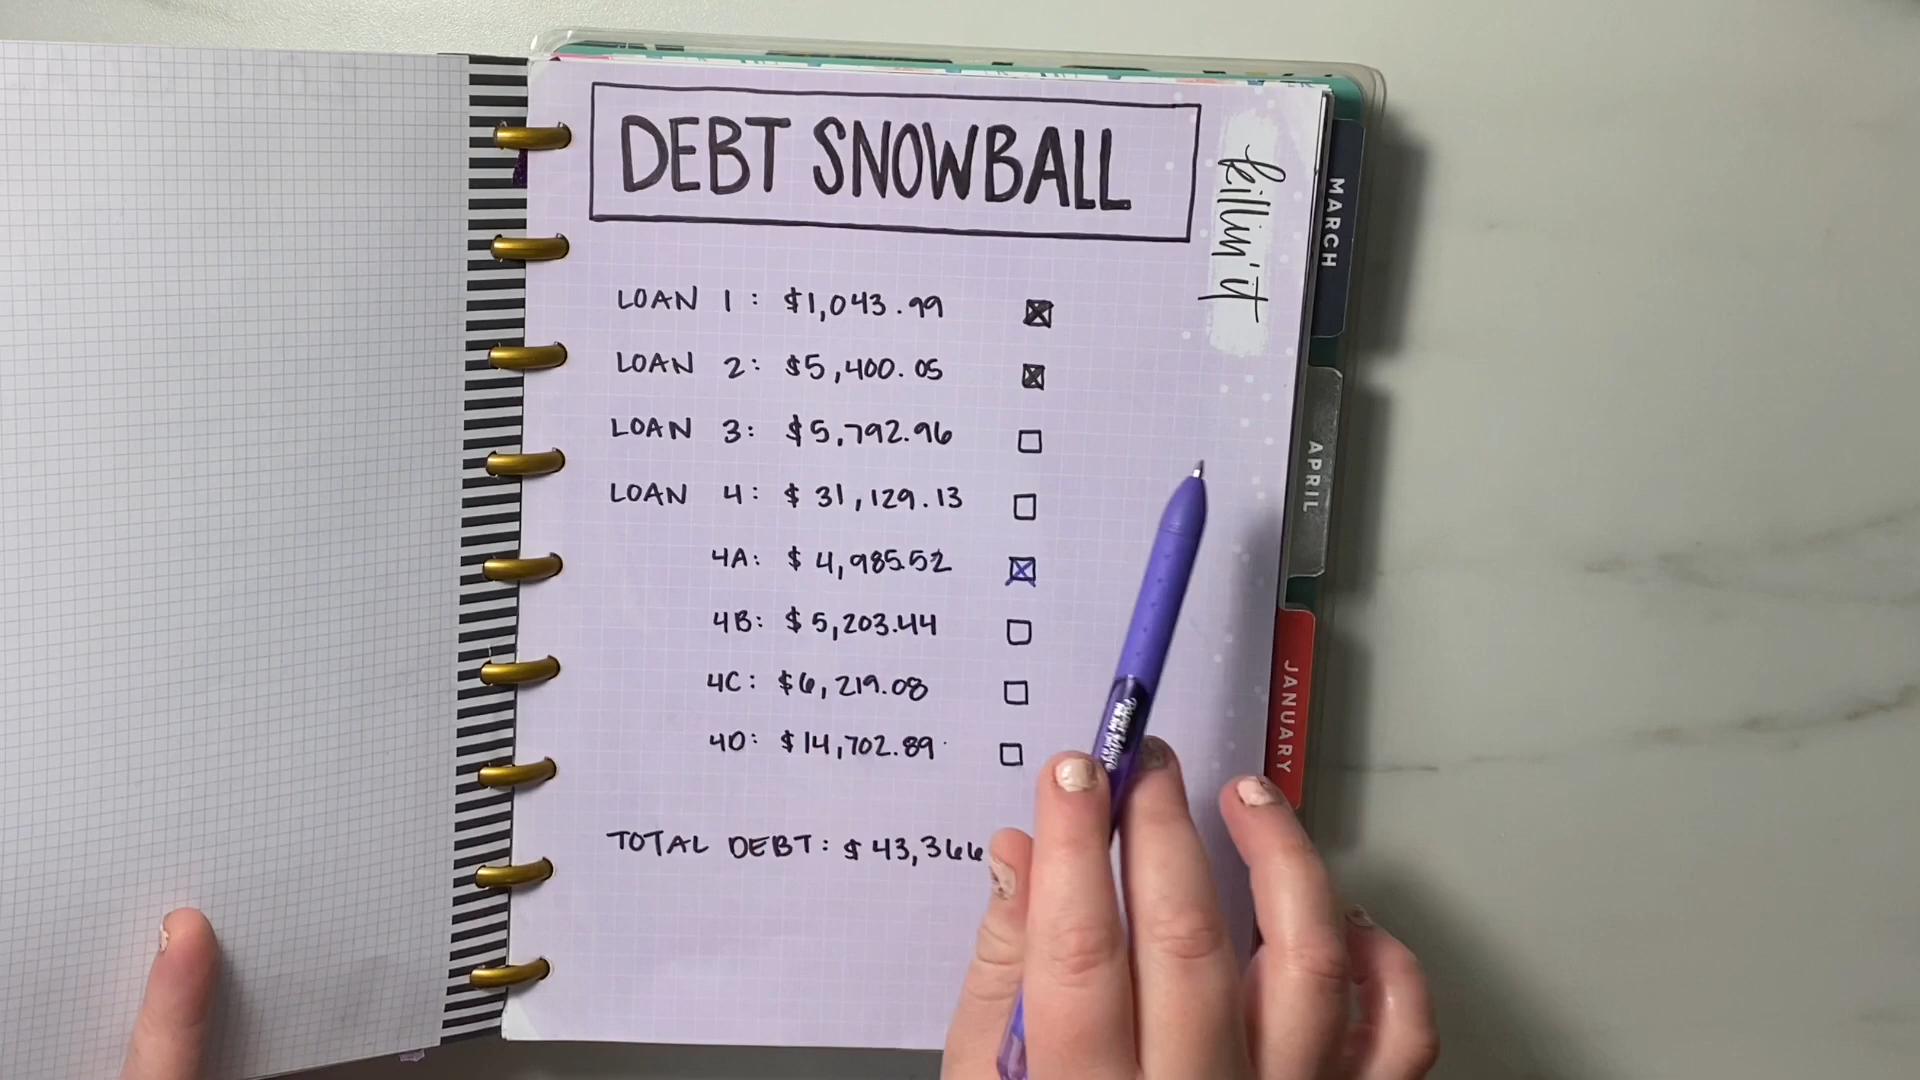 DEBT SNOWBALL
killin' it
MARCH
LOAN 1: $1,043.99
LOAN 2: $5,400.05
LOAN 3: $5,792.96
LOAN 4: $31,129.13
APRIL
4A: $4,985.52
4B: $5,203.44
4C: $6,219.08
4D: $14,702.89
JANUARY
TOTAL DEBT: $43,366